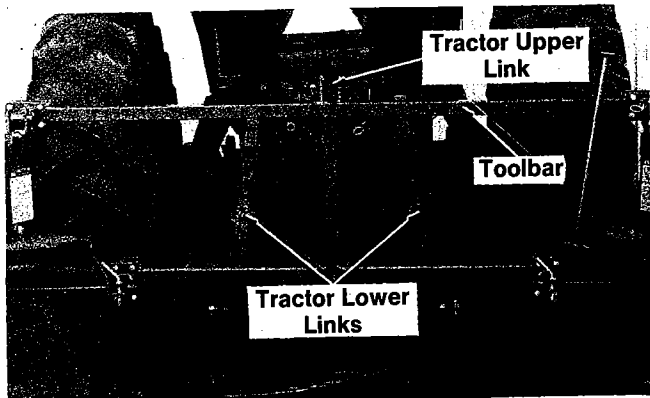 Tractor Upper
Link
Toolbar
Tractor Lower
Links